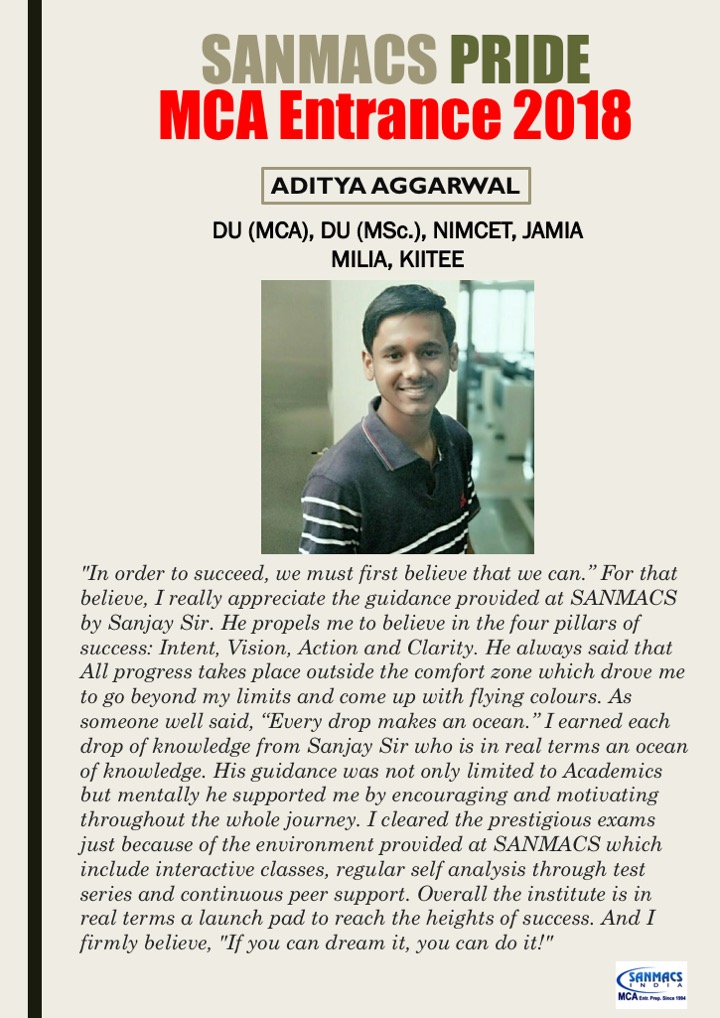 SANMACS PRIDE
MCA Entrance 2018
ADITYA AGGARWAL
DU (MCA), DU (MSc.), NIMCET, JAMIA
MILIA, KIITEE
"In order to succeed, we must first believe that we can.” For that
believe, I really appreciate the guidance provided at SANMACS
by Sanjay Sir. He propels me to believe in the four pillars of
success: Intent, Vision, Action and Clarity. He always said that
All progress takes place outside the comfort zone which drove me
to go beyond my limits and come up with flying colours. As
someone well said, “Every drop makes an ocean.” I earned each
drop of knowledge from Sanjay Sir who is in real terms an ocean
of knowledge. His guidance was not only limited to Academics
but mentally he supported me by encouraging and motivating
throughout the whole journey. I cleared the prestigious exams
just because of the environment provided at SANMACS which
include interactive classes, regular self analysis through test
series and continuous peer support. Overall the institute is in
real terms a launch pad to reach the heights of success. And I
firmly believe, "If you can dream it, you can do it!"
SANMACS
INDIA
MCA Entr. Prep. Since 1994